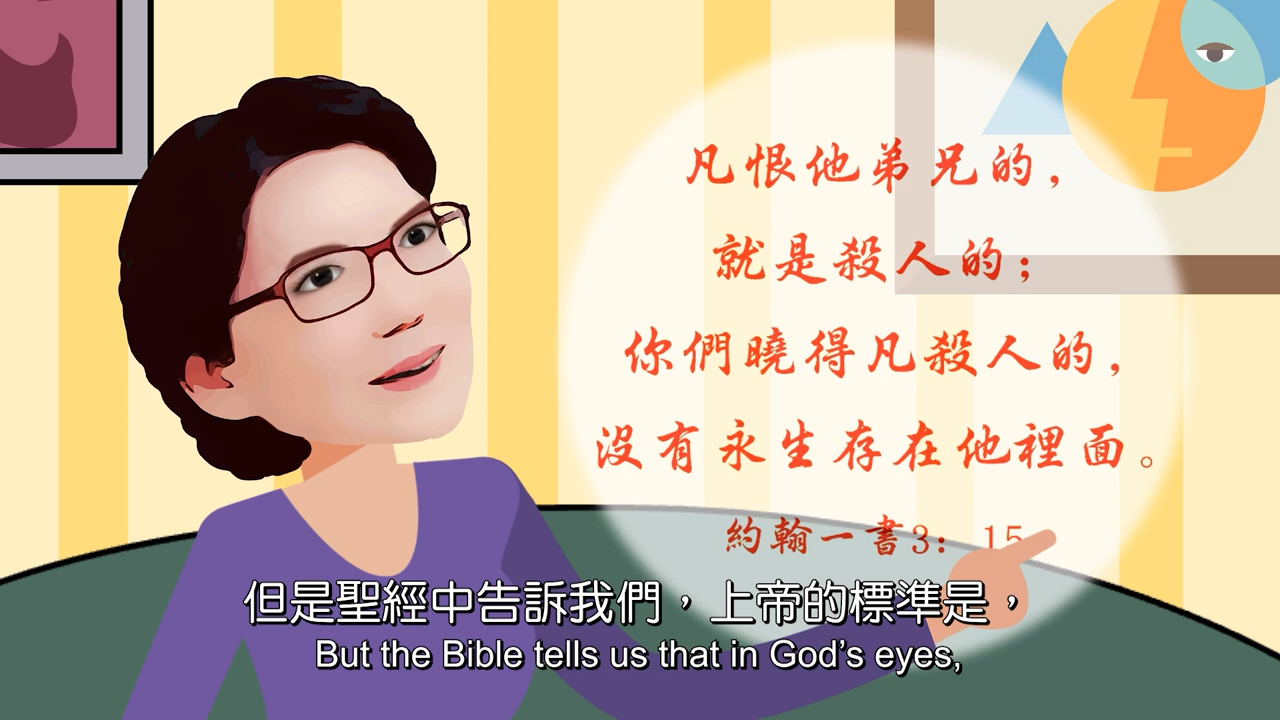 凡恨他弟兄的，
就是殺人的；
你們曉得凡殺人的，
沒有永生存在他裡面。
約翰一書3：15
但是聖經中告訴我們，上帝的標準是，
But the Bible tells us that in God's eyes,